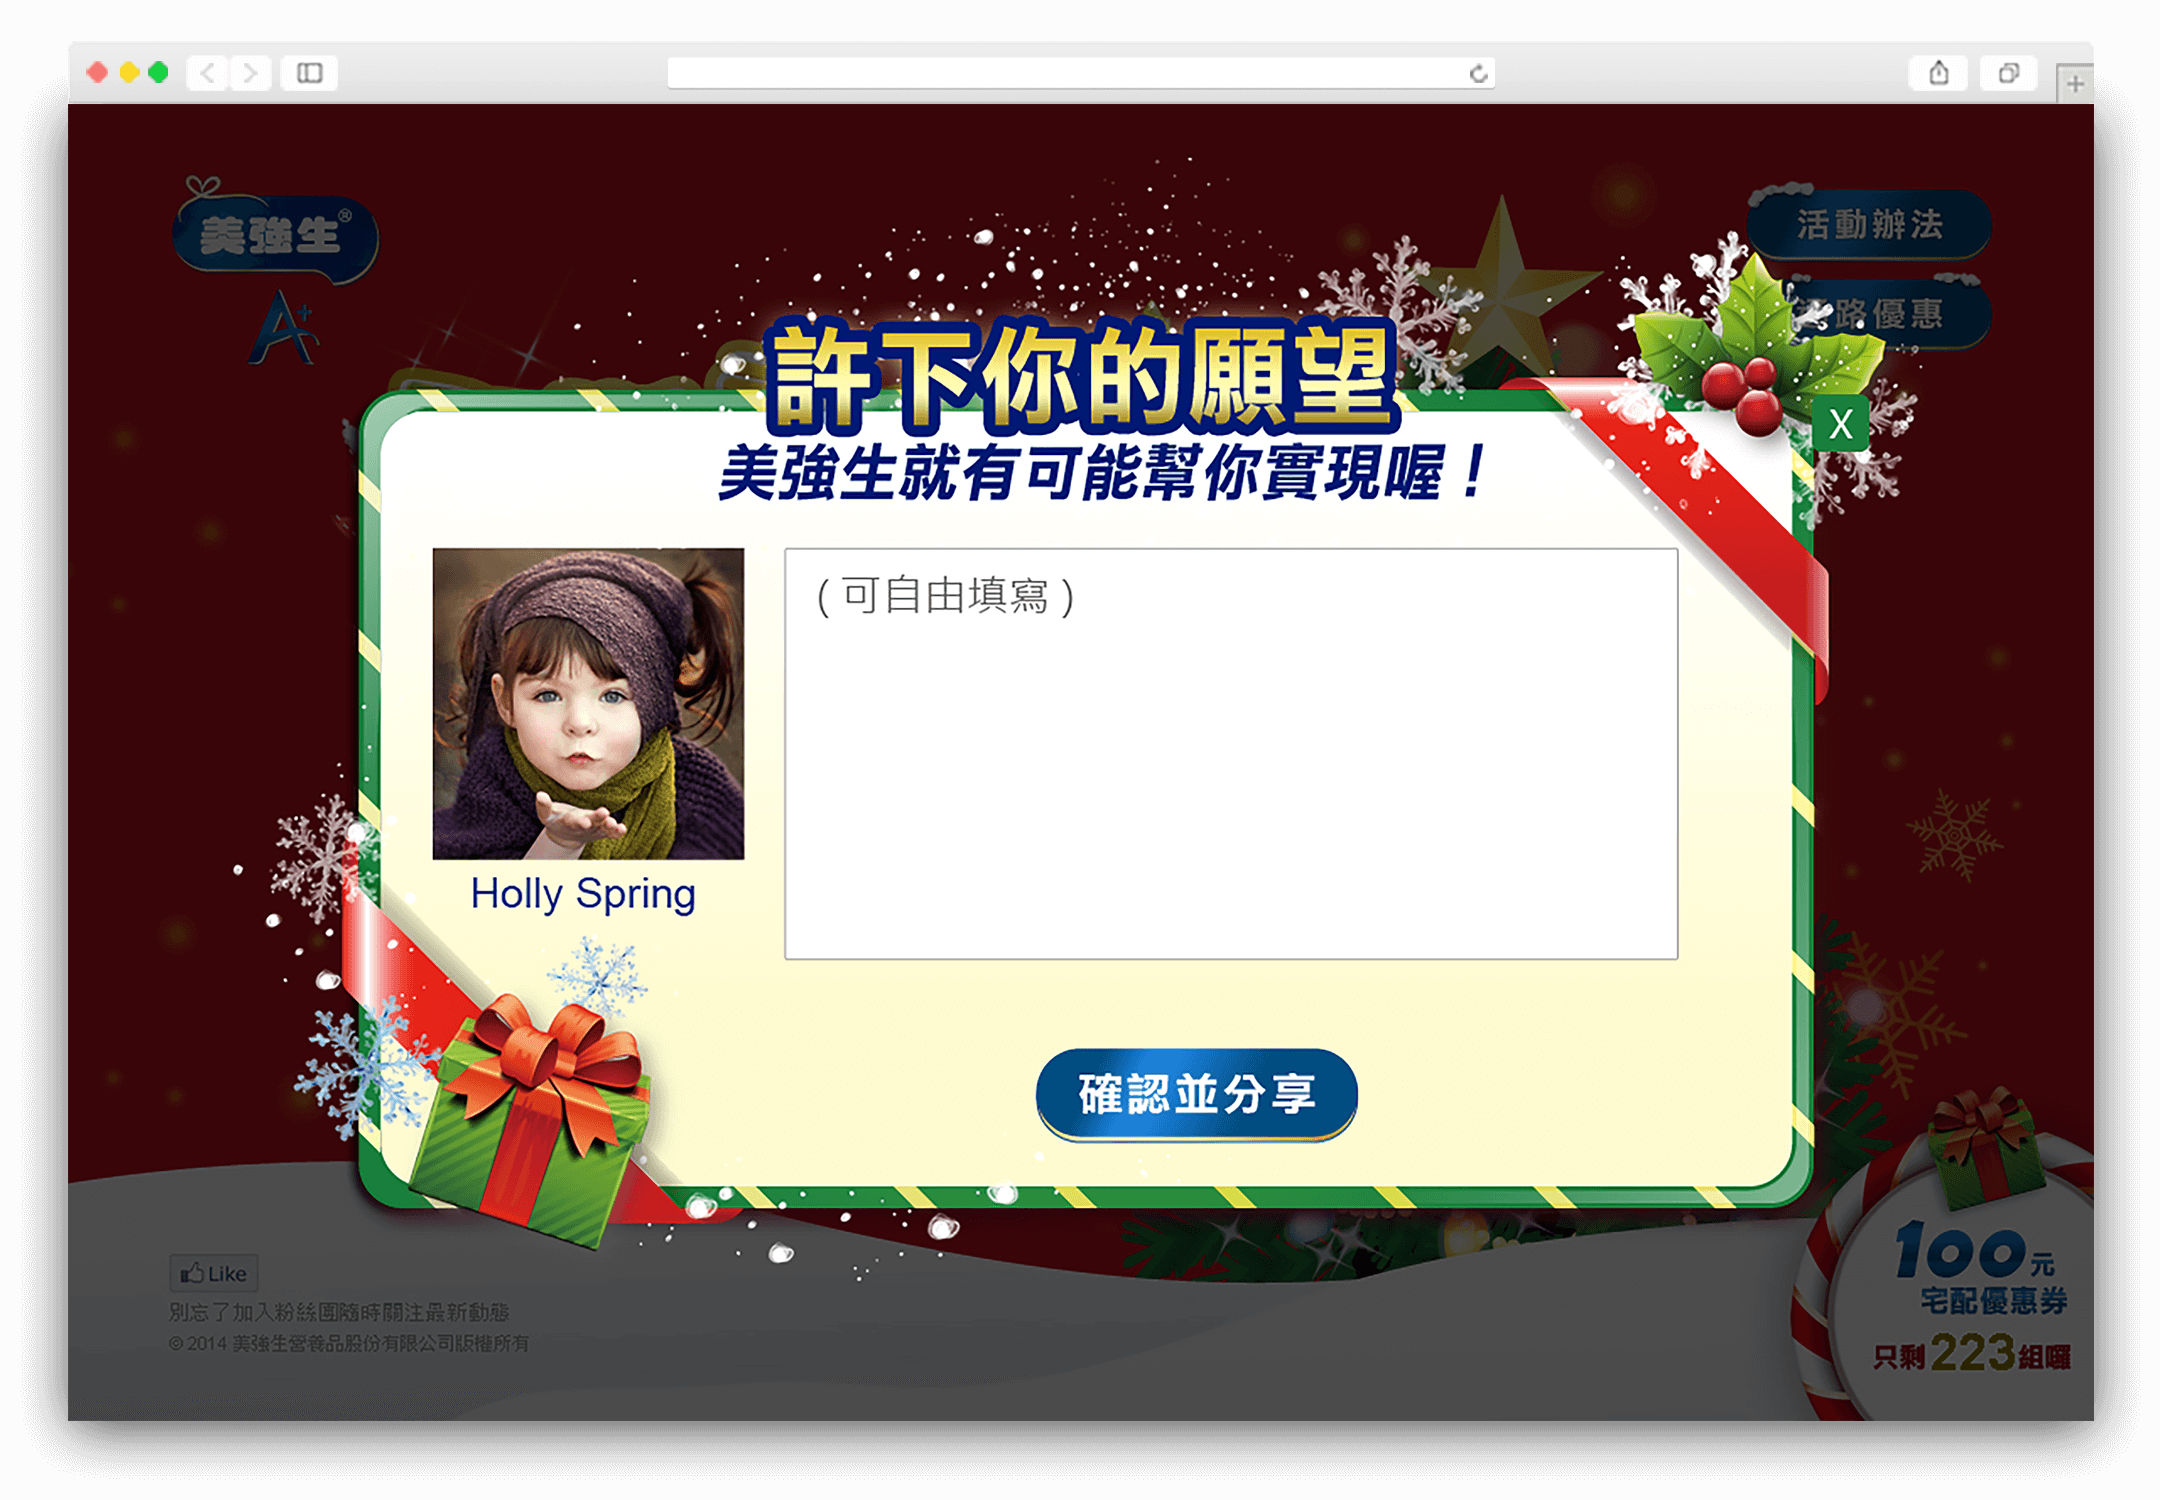 美強生®
A+
活動辦法
路優惠
許下你的願望
美強生就有可能幫你實現喔！
X
(可自由填寫)
Holly Spring
確認並分享
Like
別忘了加入粉絲團隨時關注最新動態
© 2014 美強生營養品股份有限公司版權所有
100元
宅配優惠券
只剩223組囉